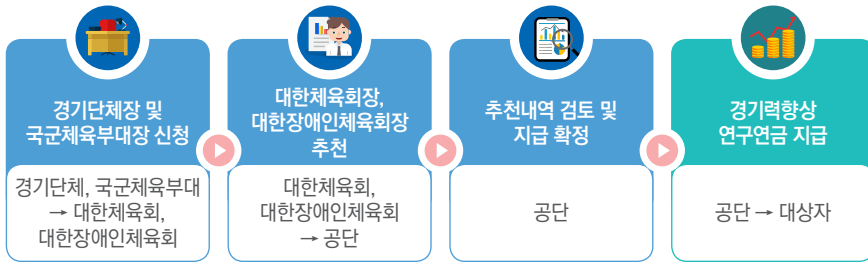 경기단체장 및
국군체육부대장 신청
경기단체, 국군체육부대
→ 대한체육회,
대한장애인체육회
대한체육회장,
대한장애인체육회장
추천
대한체육회,
대한장애인체육회
→ 공단
추천내역 검토 및
지급 확정
공단
경기력향상
연구연금 지급
공단 → 대상자